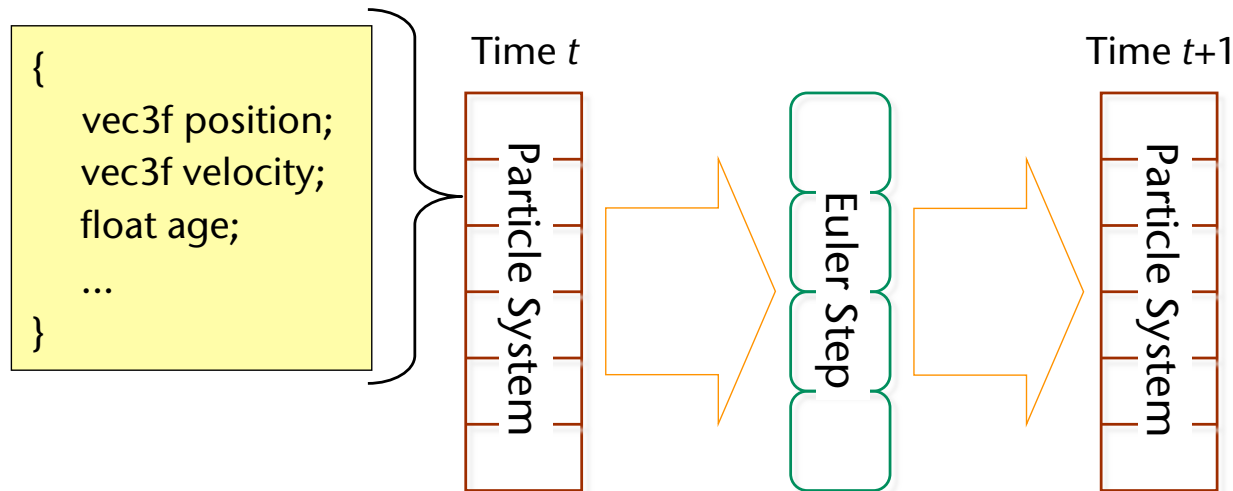 {
vec3f position;
vec3f velocity;
float age;
...
}
Time t
Particle System
Euler Step
Time t+1
Particle System